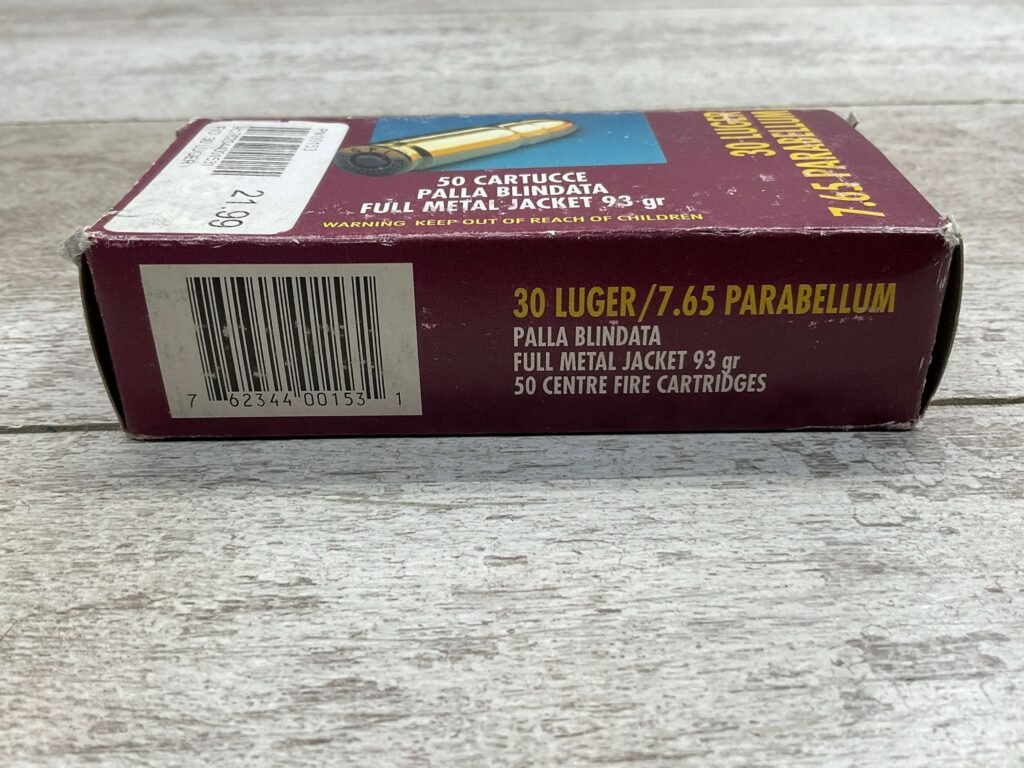 30 LUGER
7.65 PARABELLUM
21.99
50 CARTUCCE
PALLA BLINDATA
FULL METAL JACKET 93 gr
WARNING KEEP OUT OF REACH OF CHILDREN
7 62344 00153 1
30 LUGER/7.65 PARABELLUM
PALLA BLINDATA
FULL METAL JACKET 93 gr
50 CENTRE FIRE CARTRIDGES